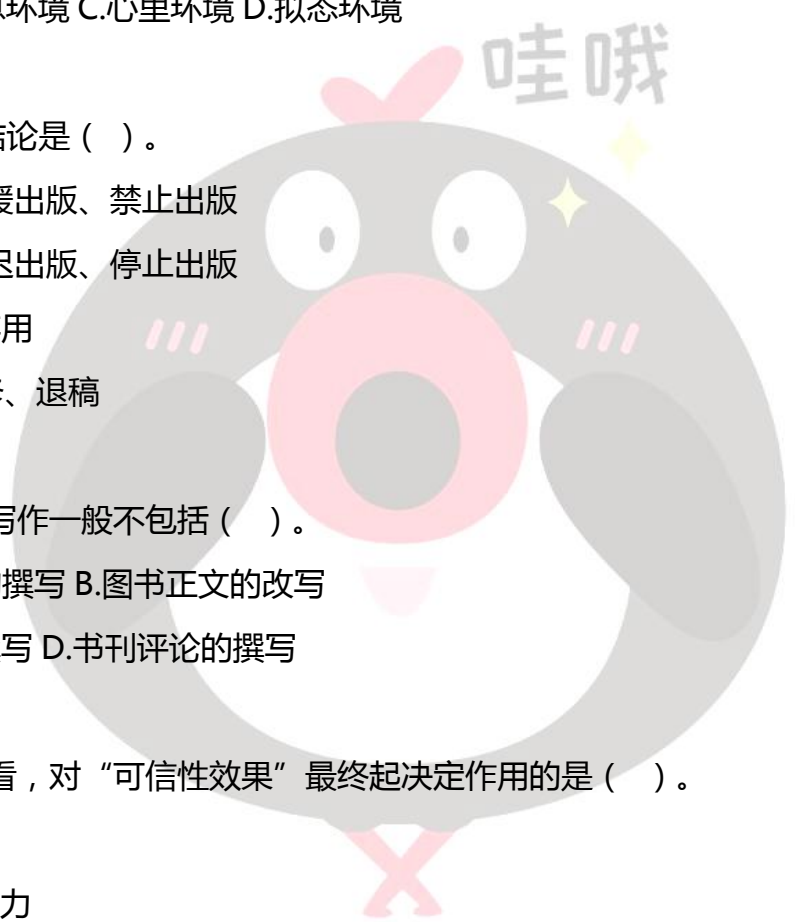 哇哦
环境 C.心里环境 D.拟态环境
论是（ ）。
出版、禁止出版
出版、停止出版
用
、退稿
写作一般不包括（ ）。
撰写 B.图书正文的改写
写 D.书刊评论的撰写
看，对“可信性效果”最终起决定作用的是（ ）。
力